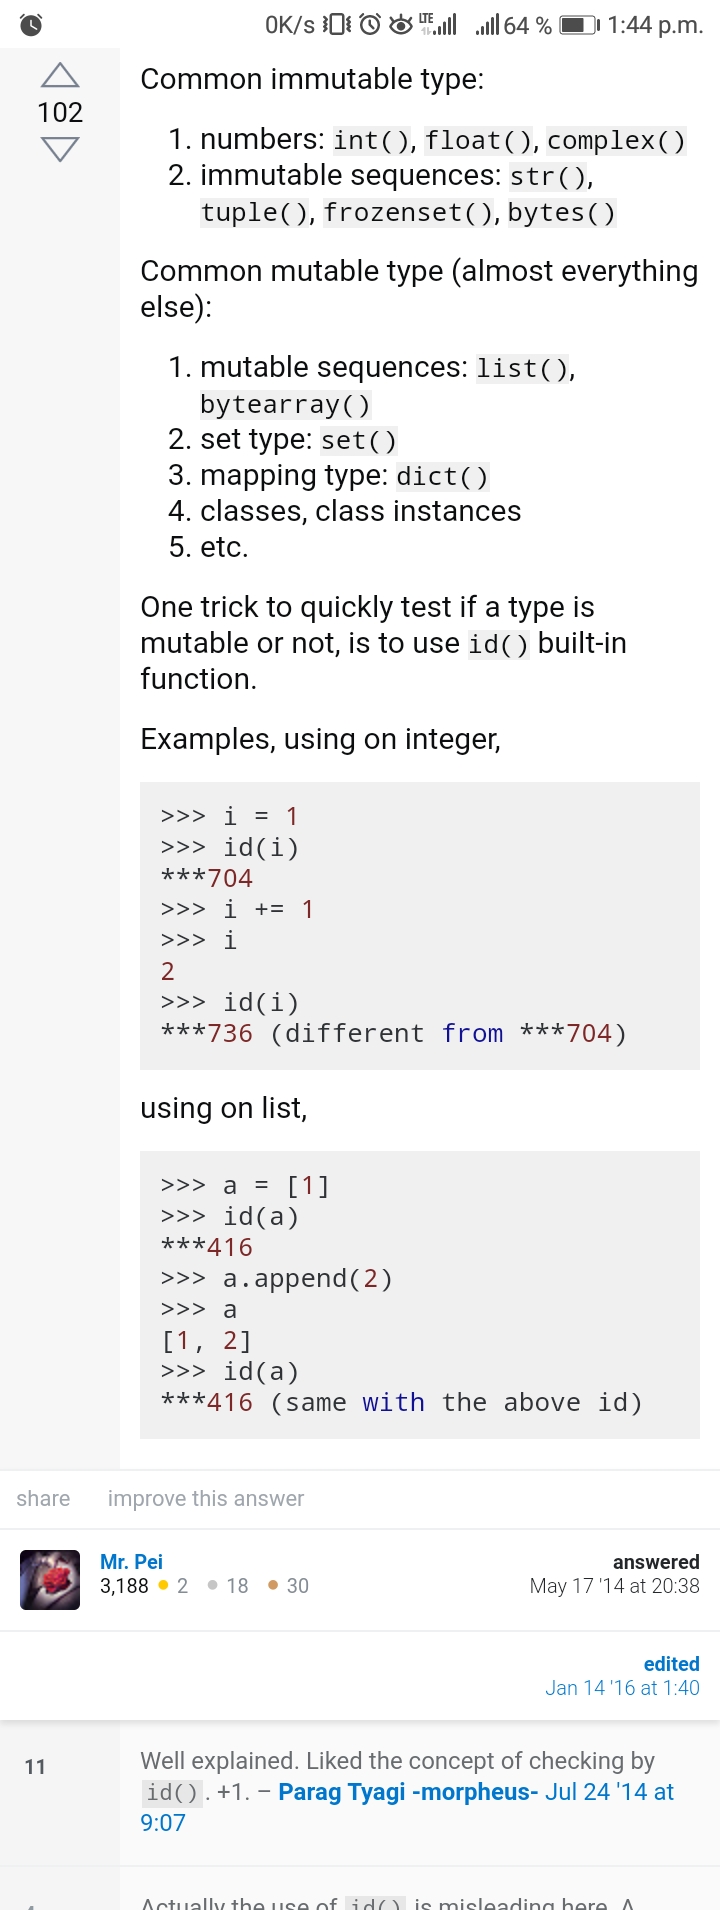 0K/s LTE 64 % 1:44 p.m.
102
Common immutable type:
1. numbers: int(), float(), complex()
2. immutable sequences: str(),
tuple(), frozenset(), bytes()
Common mutable type (almost everything
else):
1. mutable sequences: list(),
bytearray()
2. set type: set()
3. mapping type: dict()
4. classes, class instances
5. etc.
One trick to quickly test if a type is
mutable or not, is to use id() built-in
function.
Examples, using on integer,
>>> i = 1
>>> id(i)
***704
>>> i += 1
>>> i
2
>>> id(i)
***736 (different from ***704)
using on list,
>>> a = [1]
>>> id(a)
***416
>>> a.append(2)
>>> a
[1, 2]
>>> id(a)
***416 (same with the above id)
share improve this answer
Mr. Pei
3,188 2 18 30
answered
May 17 '14 at 20:38
edited
Jan 14 '16 at 1:40
11
Well explained. Liked the concept of checking by
id(). +1. – Parag Tyagi -morpheus- Jul 24 '14 at
9:07
Actually the use of id() is misleading here. A